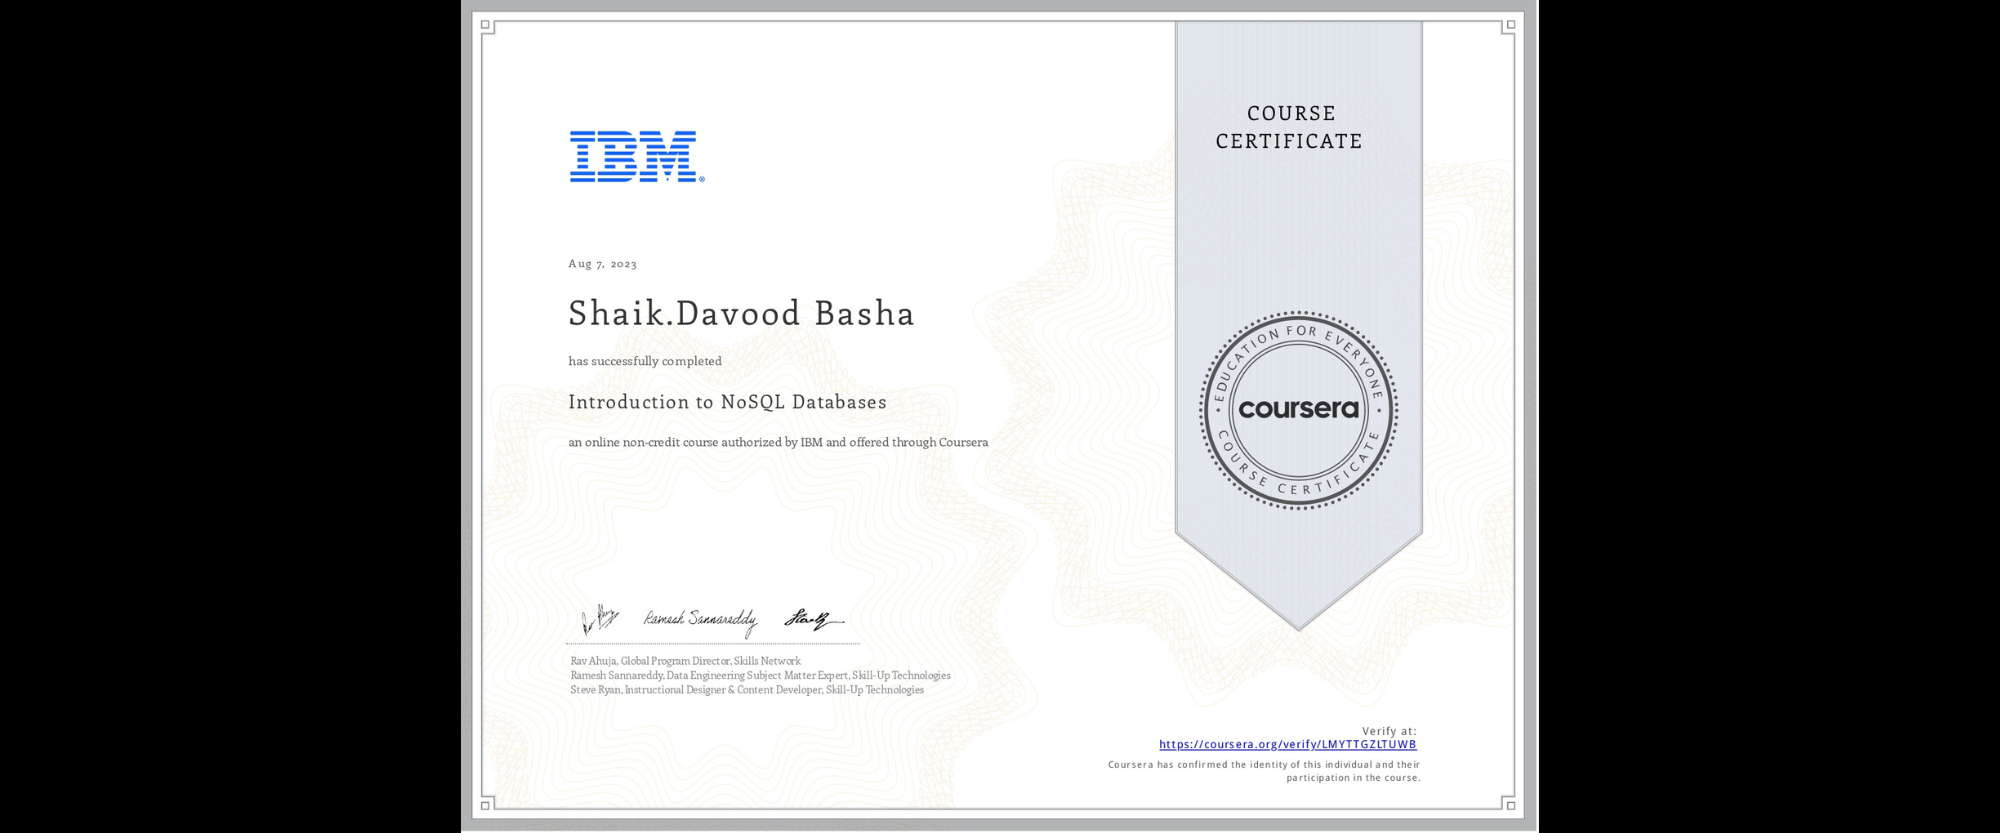 COURSE
CERTIFICATE
IBM®
Aug 7, 2023
Shaik.Davood Basha
has successfully completed
Introduction to NoSQL Databases
an online non-credit course authorized by IBM and offered through Coursera
EDUCATION FOR EVERYONE
coursera
COURSE CERTIFICATE
Ramesh Sannareddy
Rav Ahuja, Global Program Director, Skills Network
Ramesh Sannareddy, Data Engineering Subject Matter Expert, Skill-Up Technologies
Steve Ryan, Instructional Designer & Content Developer, Skill-Up Technologies
Verify at:
https://coursera.org/verify/LMYTTGZLTUWB
Coursera has confirmed the identity of this individual and their
participation in the course.